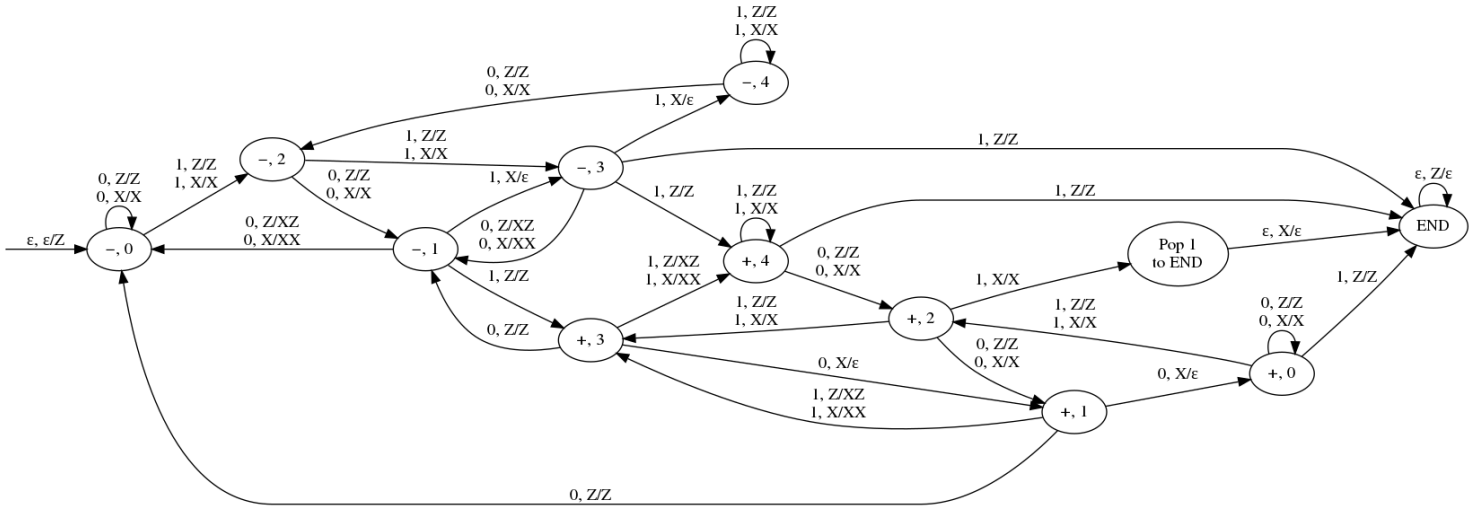 1, Z/Z
1, X/X
−, 4
0, Z/Z
0, X/X
1, X/ε
1, Z/Z
1, Z/Z
1, X/X
−, 2
−, 3
1, Z/Z
1, X/X
0, Z/Z
0, X/X
1, X/ε
1, Z/Z
1, Z/Z
1, X/X
1, Z/Z
ε, Z/ε
END
0, Z/Z
0, X/X
ε, ε/Z
−, 0
0, Z/XZ
0, X/XX
−, 1
0, Z/XZ
0, X/XX
+, 4
Pop 1
to END
ε, X/ε
1, Z/Z
1, Z/XZ
1, X/XX
0, Z/Z
0, X/X
1, X/X
1, Z/Z
0, Z/Z
+, 3
1, Z/Z
1, X/X
+, 2
1, Z/Z
1, X/X
0, Z/Z
0, X/X
0, X/ε
0, Z/Z
0, X/X
0, X/ε
+, 0
1, Z/XZ
1, X/XX
+, 1
0, Z/Z